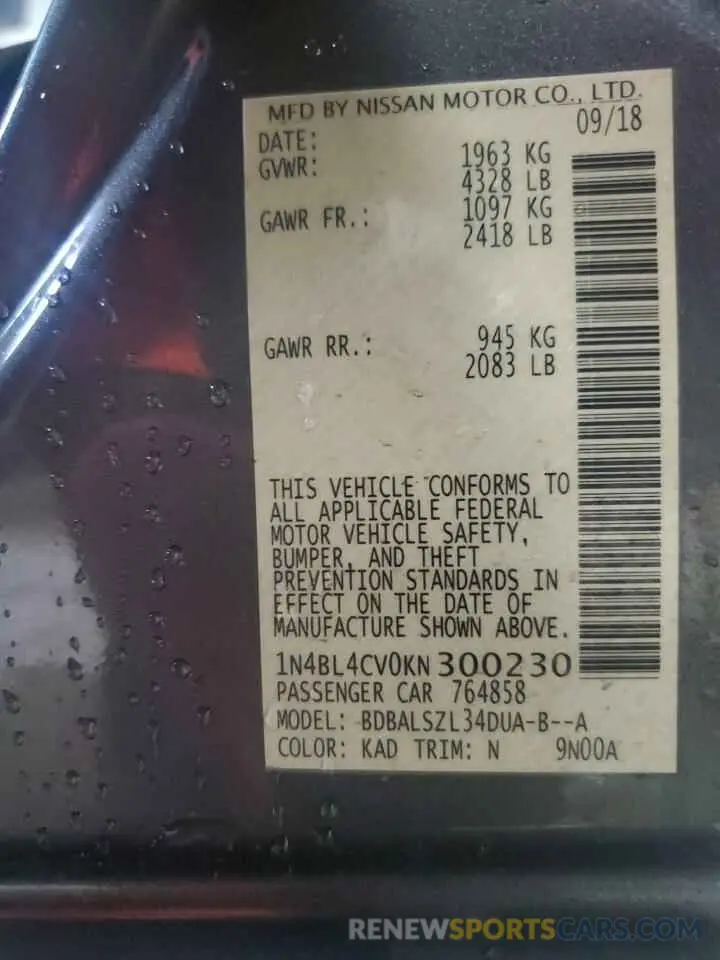 MFD BY NISSAN MOTOR CO., LTD.
DATE: 09/18
GVWR: 1963 KG
4328 LB
GAWR FR.: 1097 KG
2418 LB
GAWR RR.: 945 KG
2083 LB
THIS VEHICLE CONFORMS TO
ALL APPLICABLE FEDERAL
MOTOR VEHICLE SAFETY,
BUMPER, AND THEFT
PREVENTION STANDARDS IN
EFFECT ON THE DATE OF
MANUFACTURE SHOWN ABOVE.
1N4BL4CV0KN300230
PASSENGER CAR 764858
MODEL: BDBALSZL34DUA-B--A
COLOR: KAD TRIM: N 9N00A
RENEWSPORTSCARS.COM